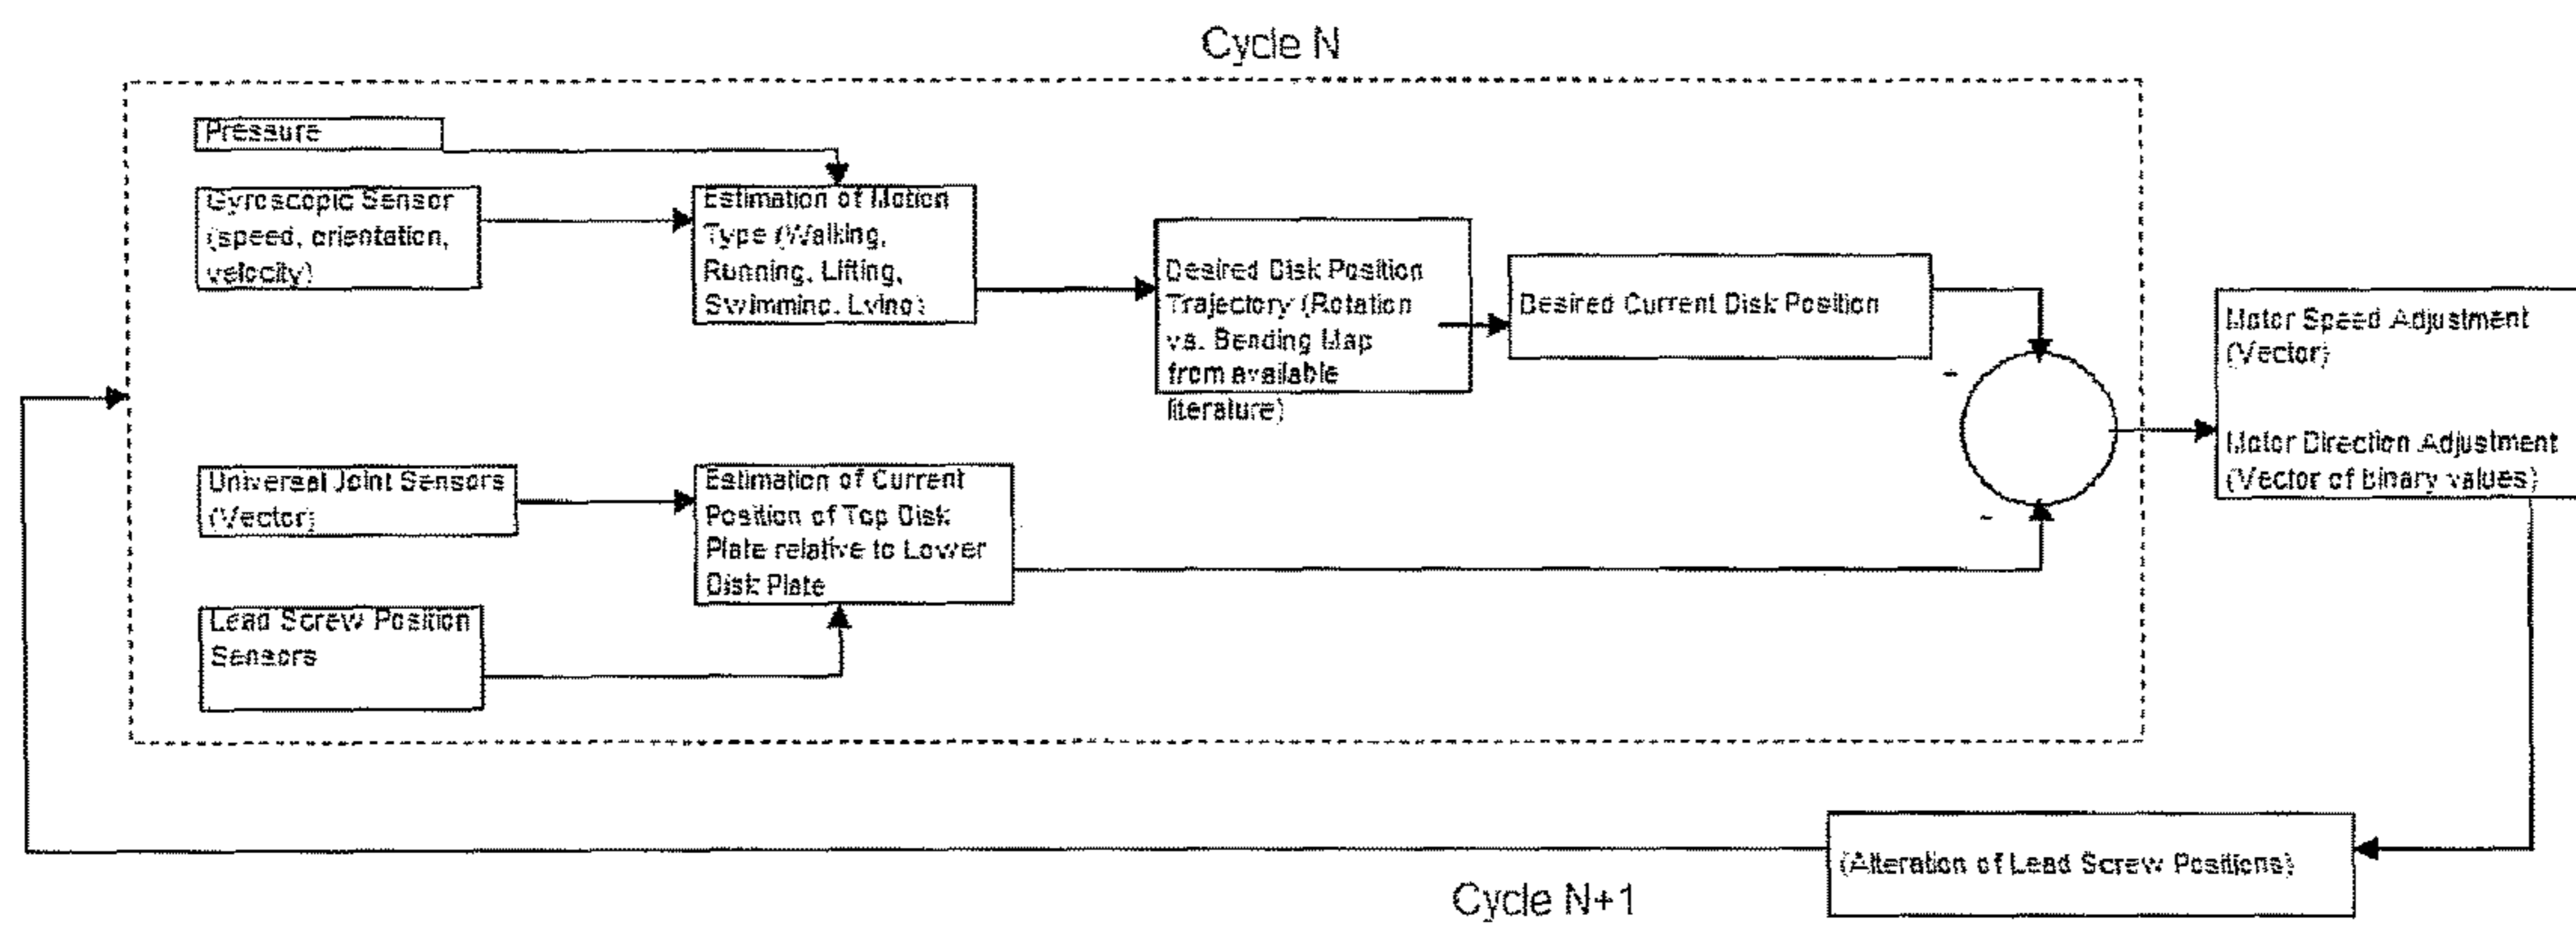 Cycle N
Pressure
Gyroscopic Sensor
(speed, orientation,
velocity)
Estimation of Motion
Type (Walking,
Running, Lifting,
Swimming, Lying)
Desired Disk Position
Trajectory (Rotation
vs. Bending Map
from available
literature)
Desired Current Disk Position
-
-
Motor Speed Adjustment
(Vector)
Motor Direction Adjustment
(Vector of binary values)
Universal Joint Sensors
(Vector)
Estimation of Current
Position of Top Disk
Plate relative to Lower
Disk Plate
Lead Screw Position
Sensors
(Alteration of Lead Screw Positions)
Cycle N+1